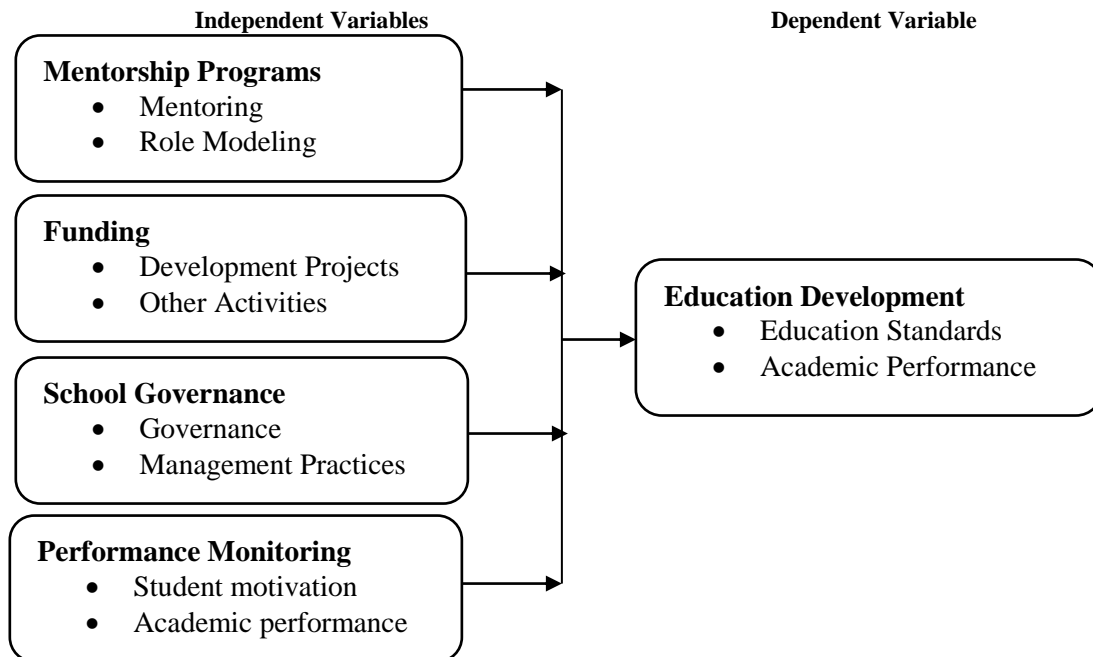 Independent Variables
Dependent Variable
Mentorship Programs
• Mentoring
• Role Modeling
Funding
• Development Projects
• Other Activities
School Governance
• Governance
• Management Practices
Performance Monitoring
• Student motivation
• Academic performance
Education Development
• Education Standards
• Academic Performance